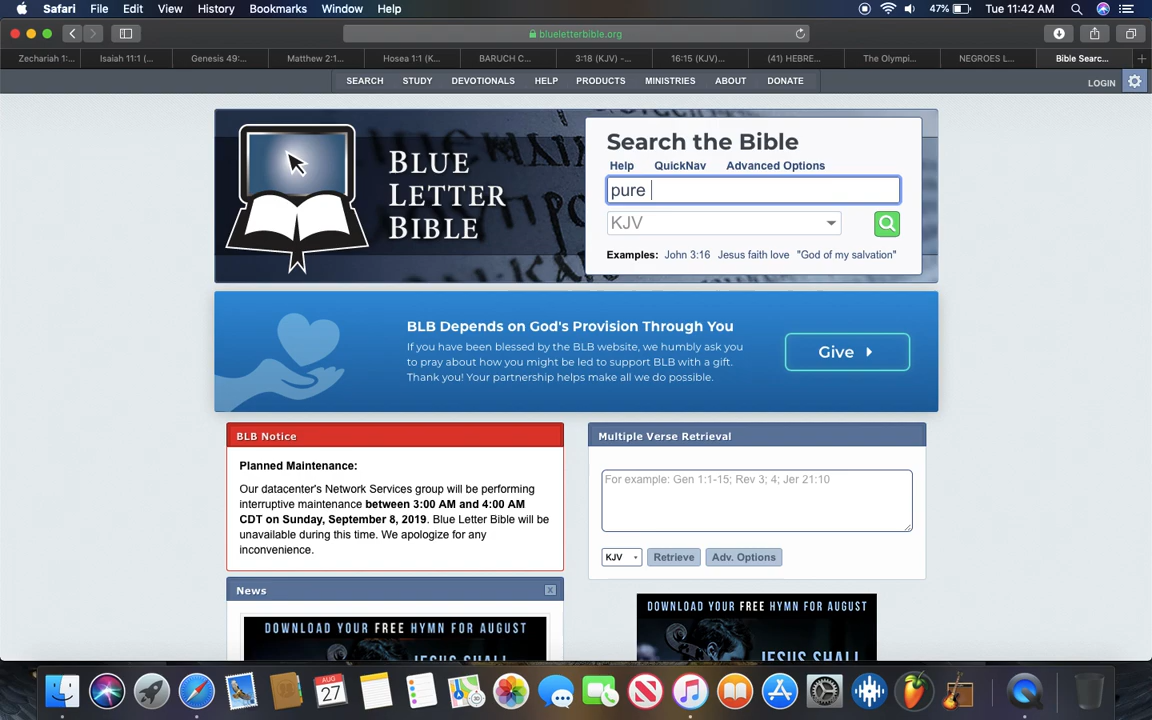 Safari File Edit View History Bookmarks Window Help 47% Tue 11:42 AM
blueletterbible.org
Zechariah 1:... Isaiah 11:1 (... Genesis 49:... Matthew 2:1... Hosea 1:1 (K... BARUCH C... 3:18 (KJV) -... 16:15 (KJV)... (41) HEBRE... The Olympi... NEGROES L... Bible Searc...
SEARCH STUDY DEVOTIONALS HELP PRODUCTS MINISTRIES ABOUT DONATE LOGIN
BLUE
LETTER
BIBLE
Search the Bible
Help QuickNav Advanced Options
pure
KJV
Examples: John 3:16 Jesus faith love "God of my salvation"
BLB Depends on God's Provision Through You
If you have been blessed by the BLB website, we humbly ask you
to pray about how you might be led to support BLB with a gift.
Thank you! Your partnership helps make all we do possible.
Give
BLB Notice
Planned Maintenance:
Our datacenter's Network Services group will be performing
interruptive maintenance between 3:00 AM and 4:00 AM
CDT on Sunday, September 8, 2019. Blue Letter Bible will be
unavailable during this time. We apologize for any
inconvenience.
Multiple Verse Retrieval
For example: Gen 1:1-15; Rev 3; 4; Jer 21:10
KJV Retrieve Adv. Options
News X
DOWNLOAD YOUR FREE HYMN FOR AUGUST
JESUS SHALL
DOWNLOAD YOUR FREE HYMN FOR AUGUST
JESUS SHALL
AUG
27